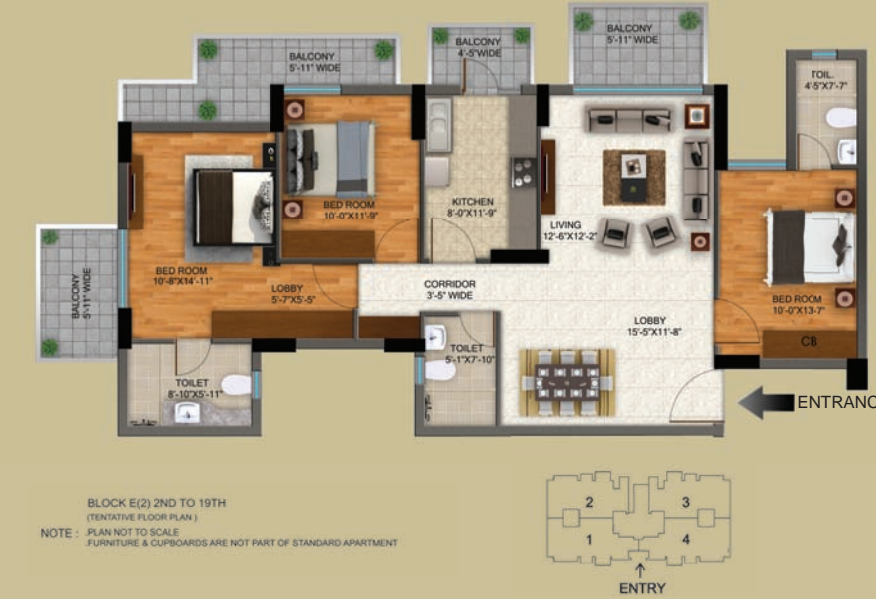 BALCONY
5'-11" WIDE
BALCONY
4'-5"WIDE
BALCONY
5'-11" WIDE
TOIL.
4'5"X7'-7"
BED ROOM
10'-0"X11'-9"
KITCHEN
8'-0"X11'-9"
LIVING
12'-6"X12'-2"
BED ROOM
10'-8"X14'-11"
LOBBY
5'-7"X5'-5"
CORRIDOR
3'-5" WIDE
BALCONY
5'-11" WIDE
BED ROOM
10'-0"X13-7"
CB
LOBBY
15'-5"X11'-8"
TOILET
5'-1"X7'-10"
TOILET
8'-10"X5'-11"
ENTRANC
BLOCK E(2) 2ND TO 19TH
(TENTATIVE FLOOR PLAN )
NOTE : .PLAN NOT TO SCALE
.FURNITURE & CUPBOARDS ARE NOT PART OF STANDARD APARTMENT
2
3
1
4
ENTRY